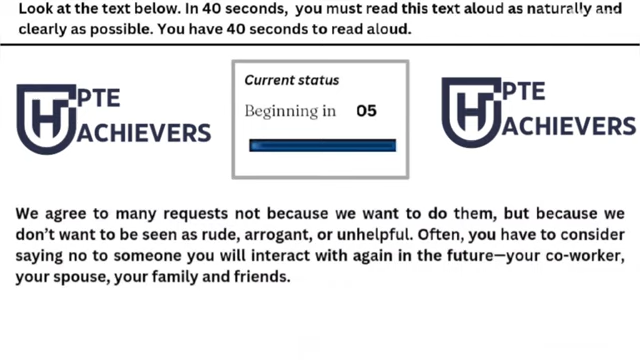 Look at the text below. In 40 seconds, you must read this text aloud as naturally and
clearly as possible. You have 40 seconds to read aloud.
PTE
ACHIEVERS
Current status
Beginning in 05
PTE
ACHIEVERS
We agree to many requests not because we want to do them, but because we
don't want to be seen as rude, arrogant, or unhelpful. Often, you have to consider
saying no to someone you will interact with again in the future—your co-worker,
your spouse, your family and friends.